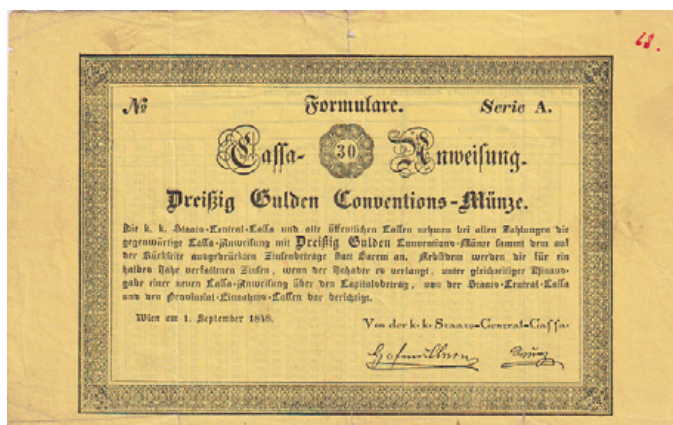 18.
№ Formulare. Serie A.
Cassa- 30 Anweisung.
Dreißig Gulden Conventions-Münze.
Die k. k. Staats-Central-Cassa und alle öffentlichen Cassen nehmen bei allen Zahlungen die
gegenwärtige Cassa-Anweisung mit Dreißig Gulden Conventions-Münze sammt dem auf
der Rückseite ausgedrückten Zinsenbetrage statt Barem an. Nebstdem werden die für ein
halbes Jahr verfallenen Zinsen, wenn der Inhaber es verlangt, unter gleichzeitiger Hinaus-
gabe einer neuen Cassa-Anweisung über den Capitalsbetrag, von der Staats-Central-Cassa
und den Provinzial-Einnahms-Cassen bar berichtigt.
Wien am 1. September 1848.
Von der k. k. Staats-Central-Cassa.